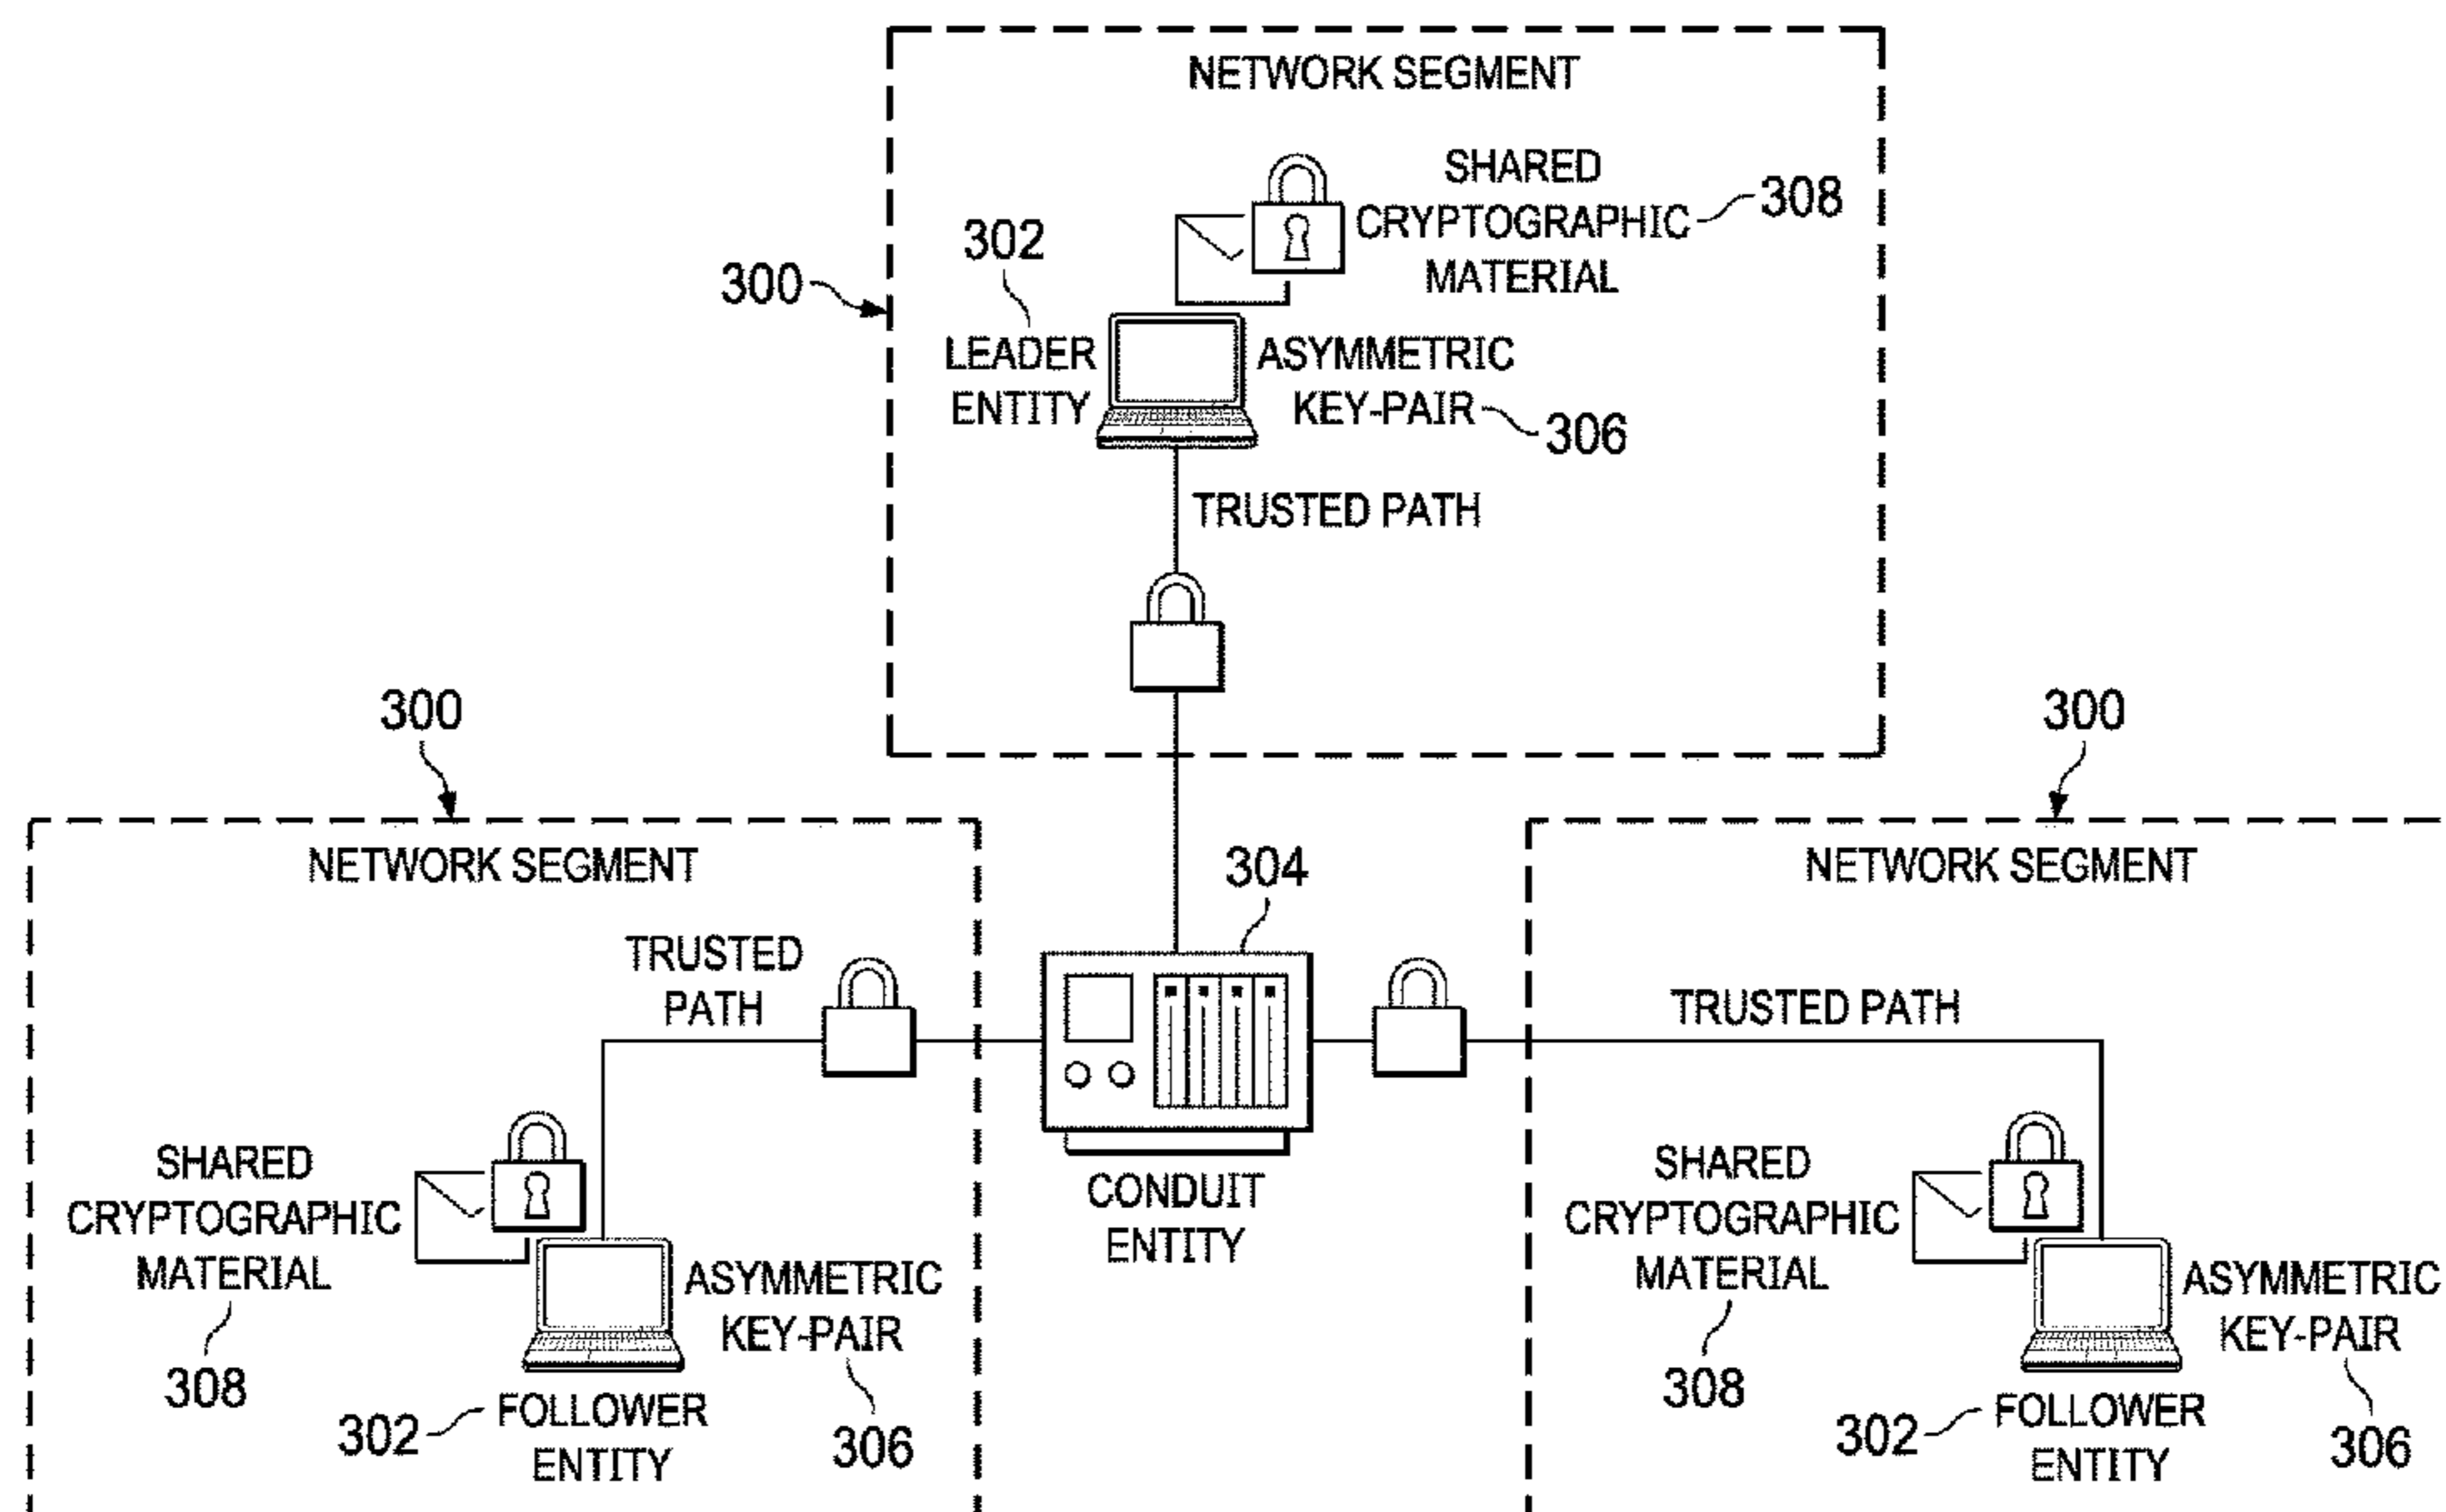 NETWORK SEGMENT
SHARED
CRYPTOGRAPHIC
MATERIAL
308
302
300
LEADER
ENTITY
ASYMMETRIC
KEY-PAIR
306
TRUSTED PATH
300
NETWORK SEGMENT
TRUSTED
PATH
SHARED
CRYPTOGRAPHIC
MATERIAL
308
ASYMMETRIC
KEY-PAIR
306
302
FOLLOWER
ENTITY
304
CONDUIT
ENTITY
300
NETWORK SEGMENT
TRUSTED PATH
SHARED
CRYPTOGRAPHIC
MATERIAL
308
ASYMMETRIC
KEY-PAIR
306
302
FOLLOWER
ENTITY